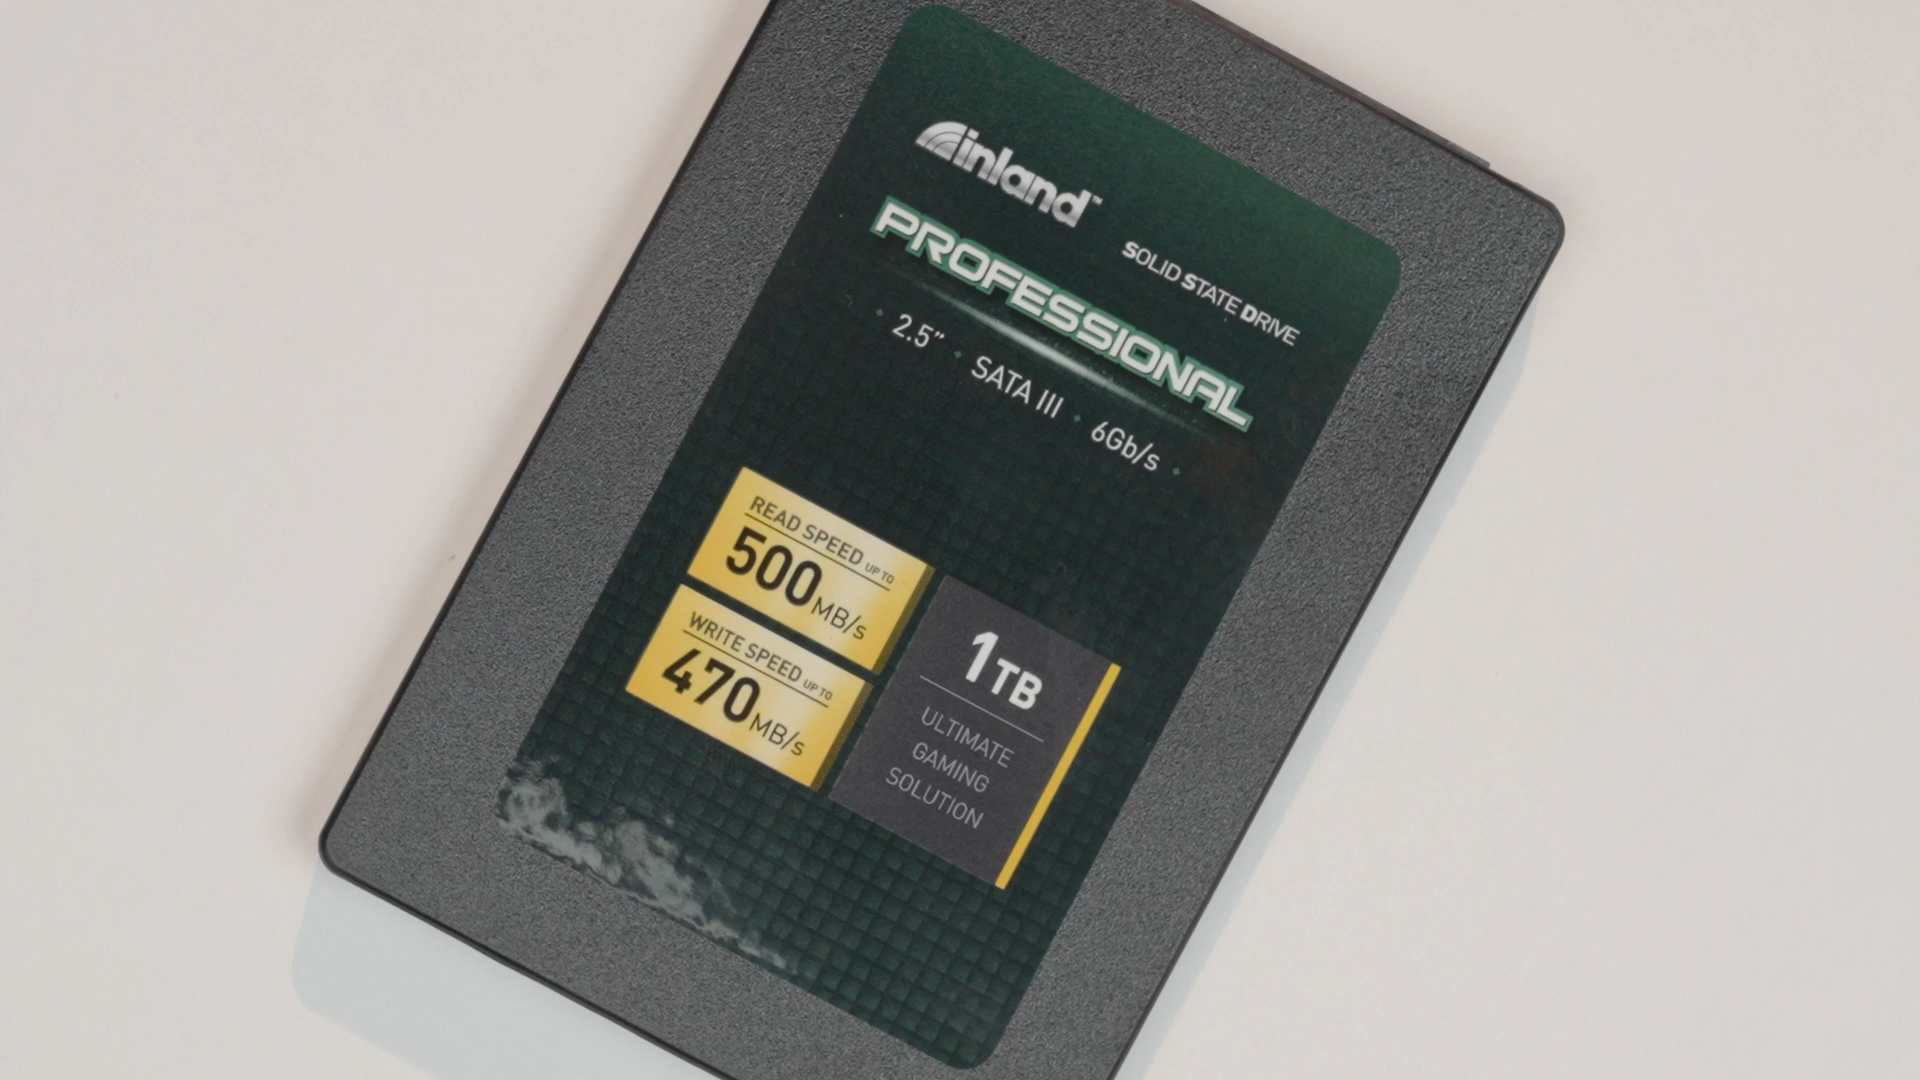 inland™
SOLID STATE DRIVE
PROFESSIONAL
2.5” · SATA III · 6Gb/s
READ SPEED UP TO
500MB/s
WRITE SPEED UP TO
470MB/s
1TB
ULTIMATE
GAMING
SOLUTION